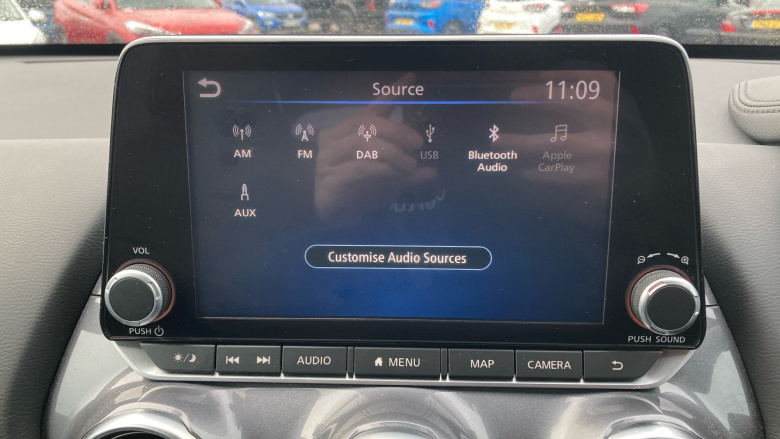 Source
11:09
AM
FM
DAB
USB
Bluetooth
Audio
Apple
CarPlay
AUX
Customise Audio Sources
VOL
PUSH
PUSH SOUND
AUDIO
MENU
MAP
CAMERA